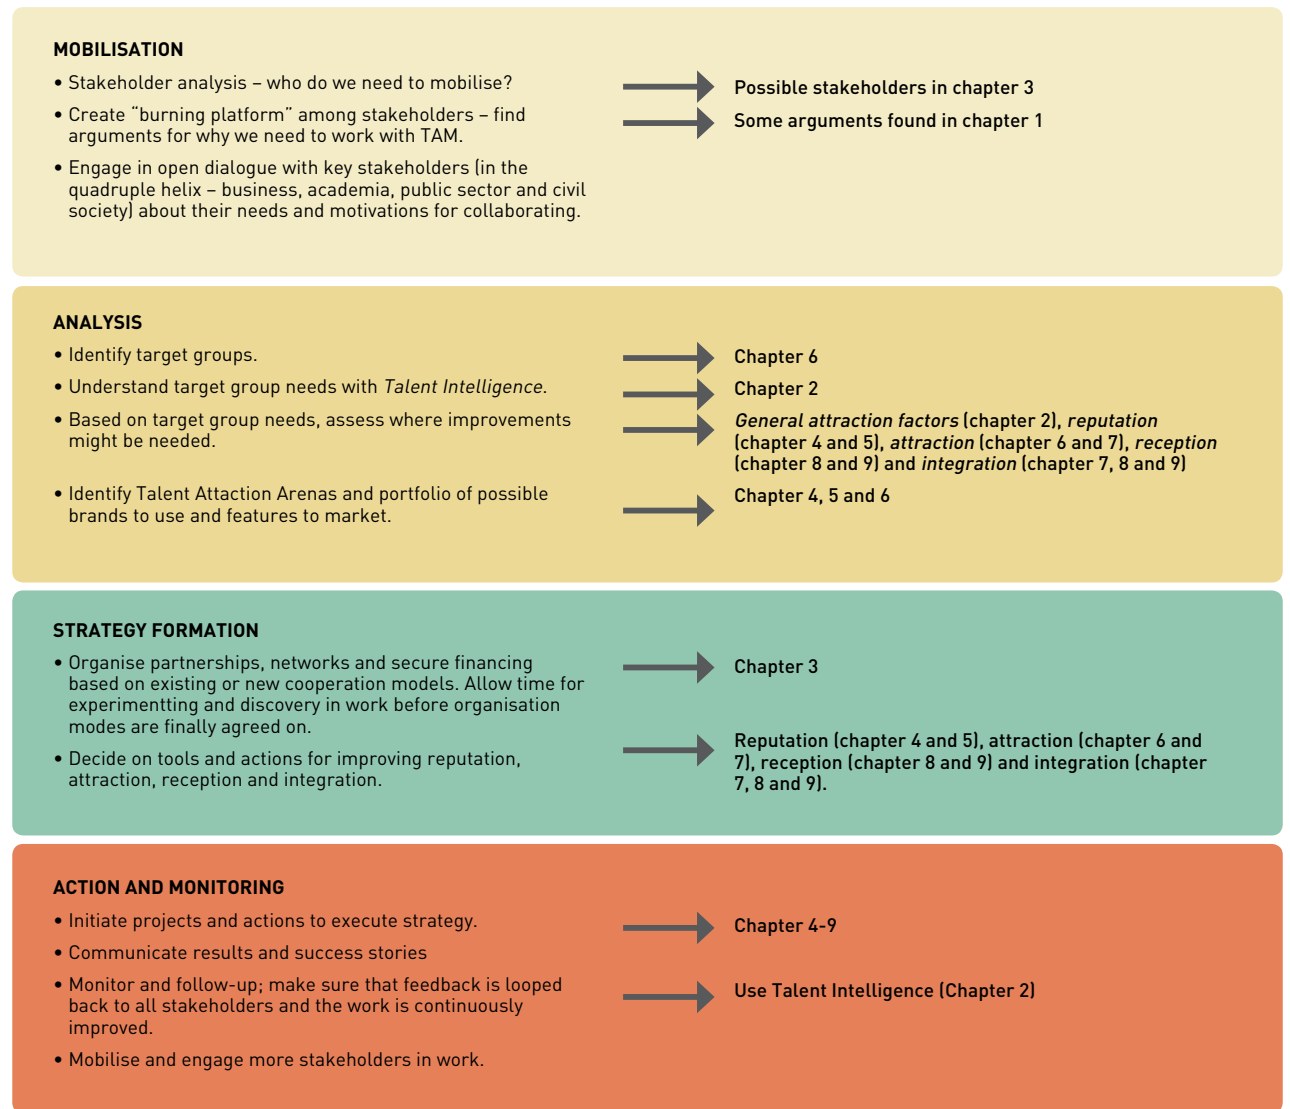 MOBILISATION
• Stakeholder analysis – who do we need to mobilise?
Possible stakeholders in chapter 3
• Create “burning platform” among stakeholders – find
arguments for why we need to work with TAM.
Some arguments found in chapter 1
• Engage in open dialogue with key stakeholders (in the
quadruple helix – business, academia, public sector and civil
society) about their needs and motivations for collaborating.
ANALYSIS
• Identify target groups.
Chapter 6
• Understand target group needs with Talent Intelligence.
Chapter 2
• Based on target group needs, assess where improvements
might be needed.
General attraction factors (chapter 2), reputation
(chapter 4 and 5), attraction (chapter 6 and 7), reception
(chapter 8 and 9) and integration (chapter 7, 8 and 9)
• Identify Talent Attaction Arenas and portfolio of possible
brands to use and features to market.
Chapter 4, 5 and 6
STRATEGY FORMATION
• Organise partnerships, networks and secure financing
based on existing or new cooperation models. Allow time for
experimentting and discovery in work before organisation
modes are finally agreed on.
Chapter 3
• Decide on tools and actions for improving reputation,
attraction, reception and integration.
Reputation (chapter 4 and 5), attraction (chapter 6 and
7), reception (chapter 8 and 9) and integration (chapter
7, 8 and 9).
ACTION AND MONITORING
• Initiate projects and actions to execute strategy.
Chapter 4-9
• Communicate results and success stories
• Monitor and follow-up; make sure that feedback is looped
back to all stakeholders and the work is continuously
improved.
Use Talent Intelligence (Chapter 2)
• Mobilise and engage more stakeholders in work.